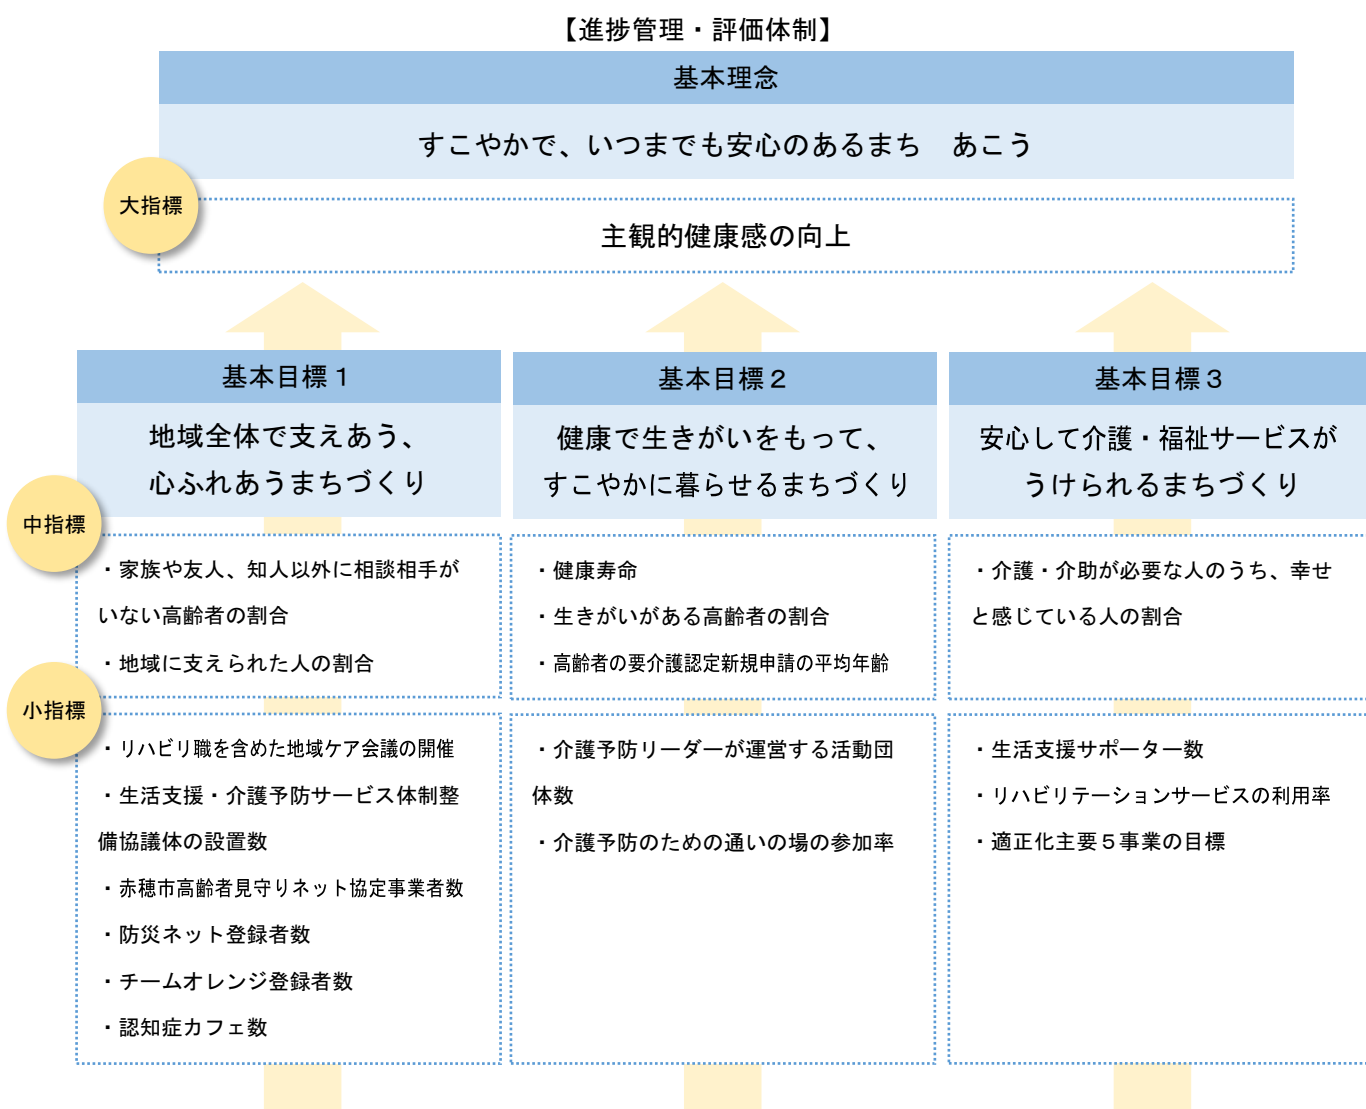 【進捗管理・評価体制】
基本理念
すこやかで、いつまでも安心のあるまち　あこう
大指標
主観的健康感の向上
基本目標１
地域全体で支えあう、
心ふれあうまちづくり
基本目標２
健康で生きがいをもって、
すこやかに暮らせるまちづくり
基本目標３
安心して介護・福祉サービスが
うけられるまちづくり
中指標
・家族や友人、知人以外に相談相手が
いない高齢者の割合
・地域に支えられた人の割合
・健康寿命
・生きがいがある高齢者の割合
・高齢者の要介護認定新規申請の平均年齢
・介護・介助が必要な人のうち、幸せ
と感じている人の割合
小指標
・リハビリ職を含めた地域ケア会議の開催
・生活支援・介護予防サービス体制整
備協議体の設置数
・赤穂市高齢者見守りネット協定事業者数
・防災ネット登録者数
・チームオレンジ登録者数
・認知症カフェ数
・介護予防リーダーが運営する活動団
体数
・介護予防のための通いの場の参加率
・生活支援サポーター数
・リハビリテーションサービスの利用率
・適正化主要５事業の目標